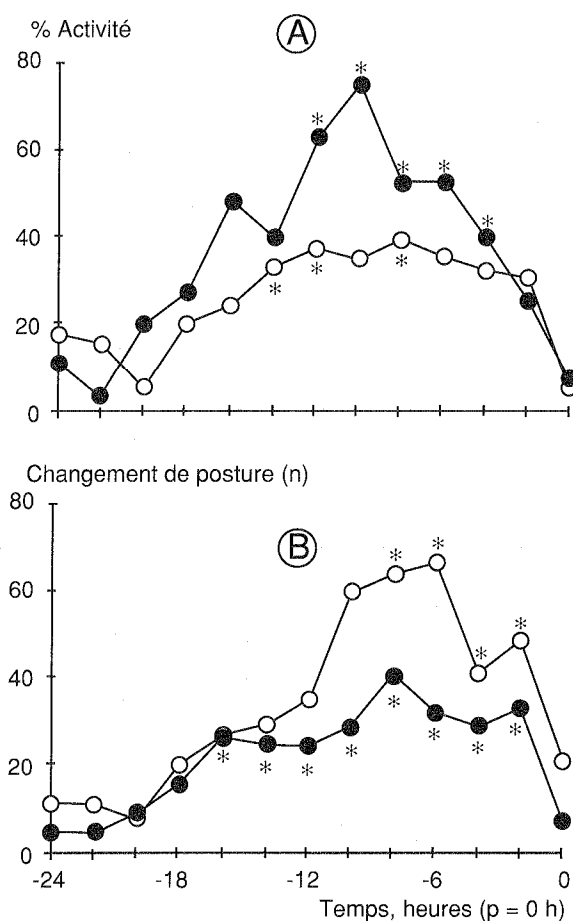 % Activité
A
80
60
40
20
0
* * * * * *
* * *
Changement de posture (n)
B
80
60
40
20
0
* * * *
* * * * * * * *
-24 -18 -12 -6 0
Temps, heures (p = 0 h)